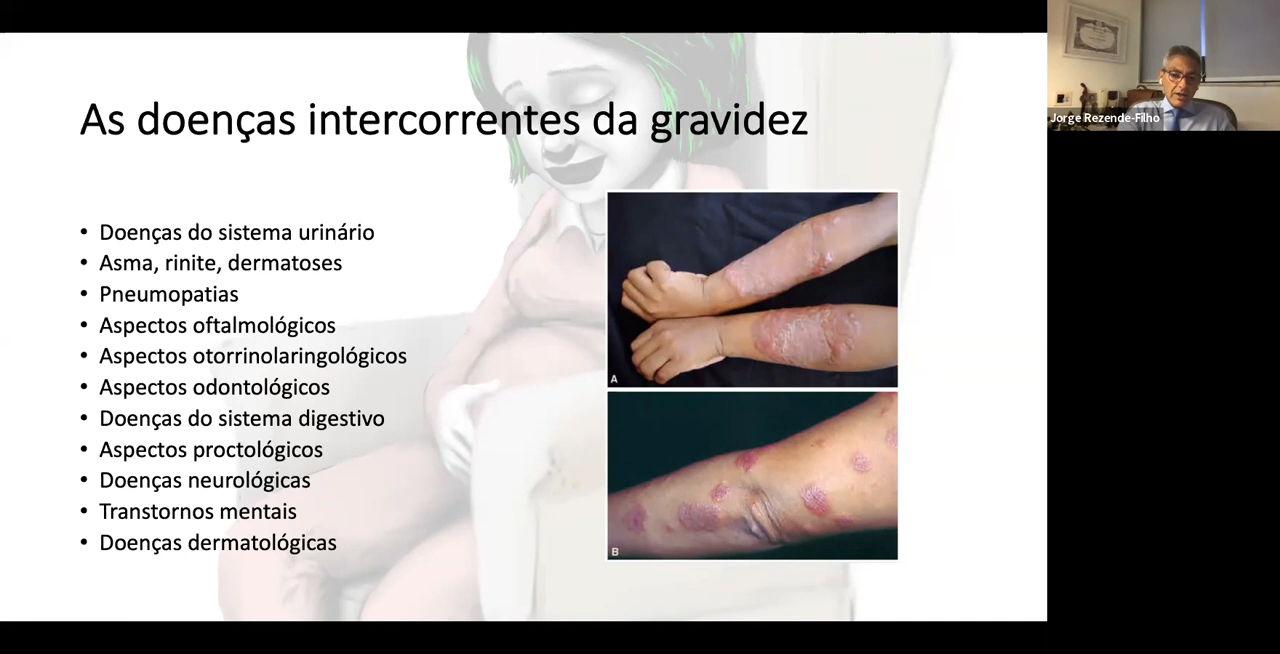 As doenças intercorrentes da gravidez
• Doenças do sistema urinário
• Asma, rinite, dermatoses
• Pneumopatias
• Aspectos oftalmológicos
• Aspectos otorrinolaringológicos
• Aspectos odontológicos
• Doenças do sistema digestivo
• Aspectos proctológicos
• Doenças neurológicas
• Transtornos mentais
• Doenças dermatológicas
A
B
Jorge Rezende-Filho